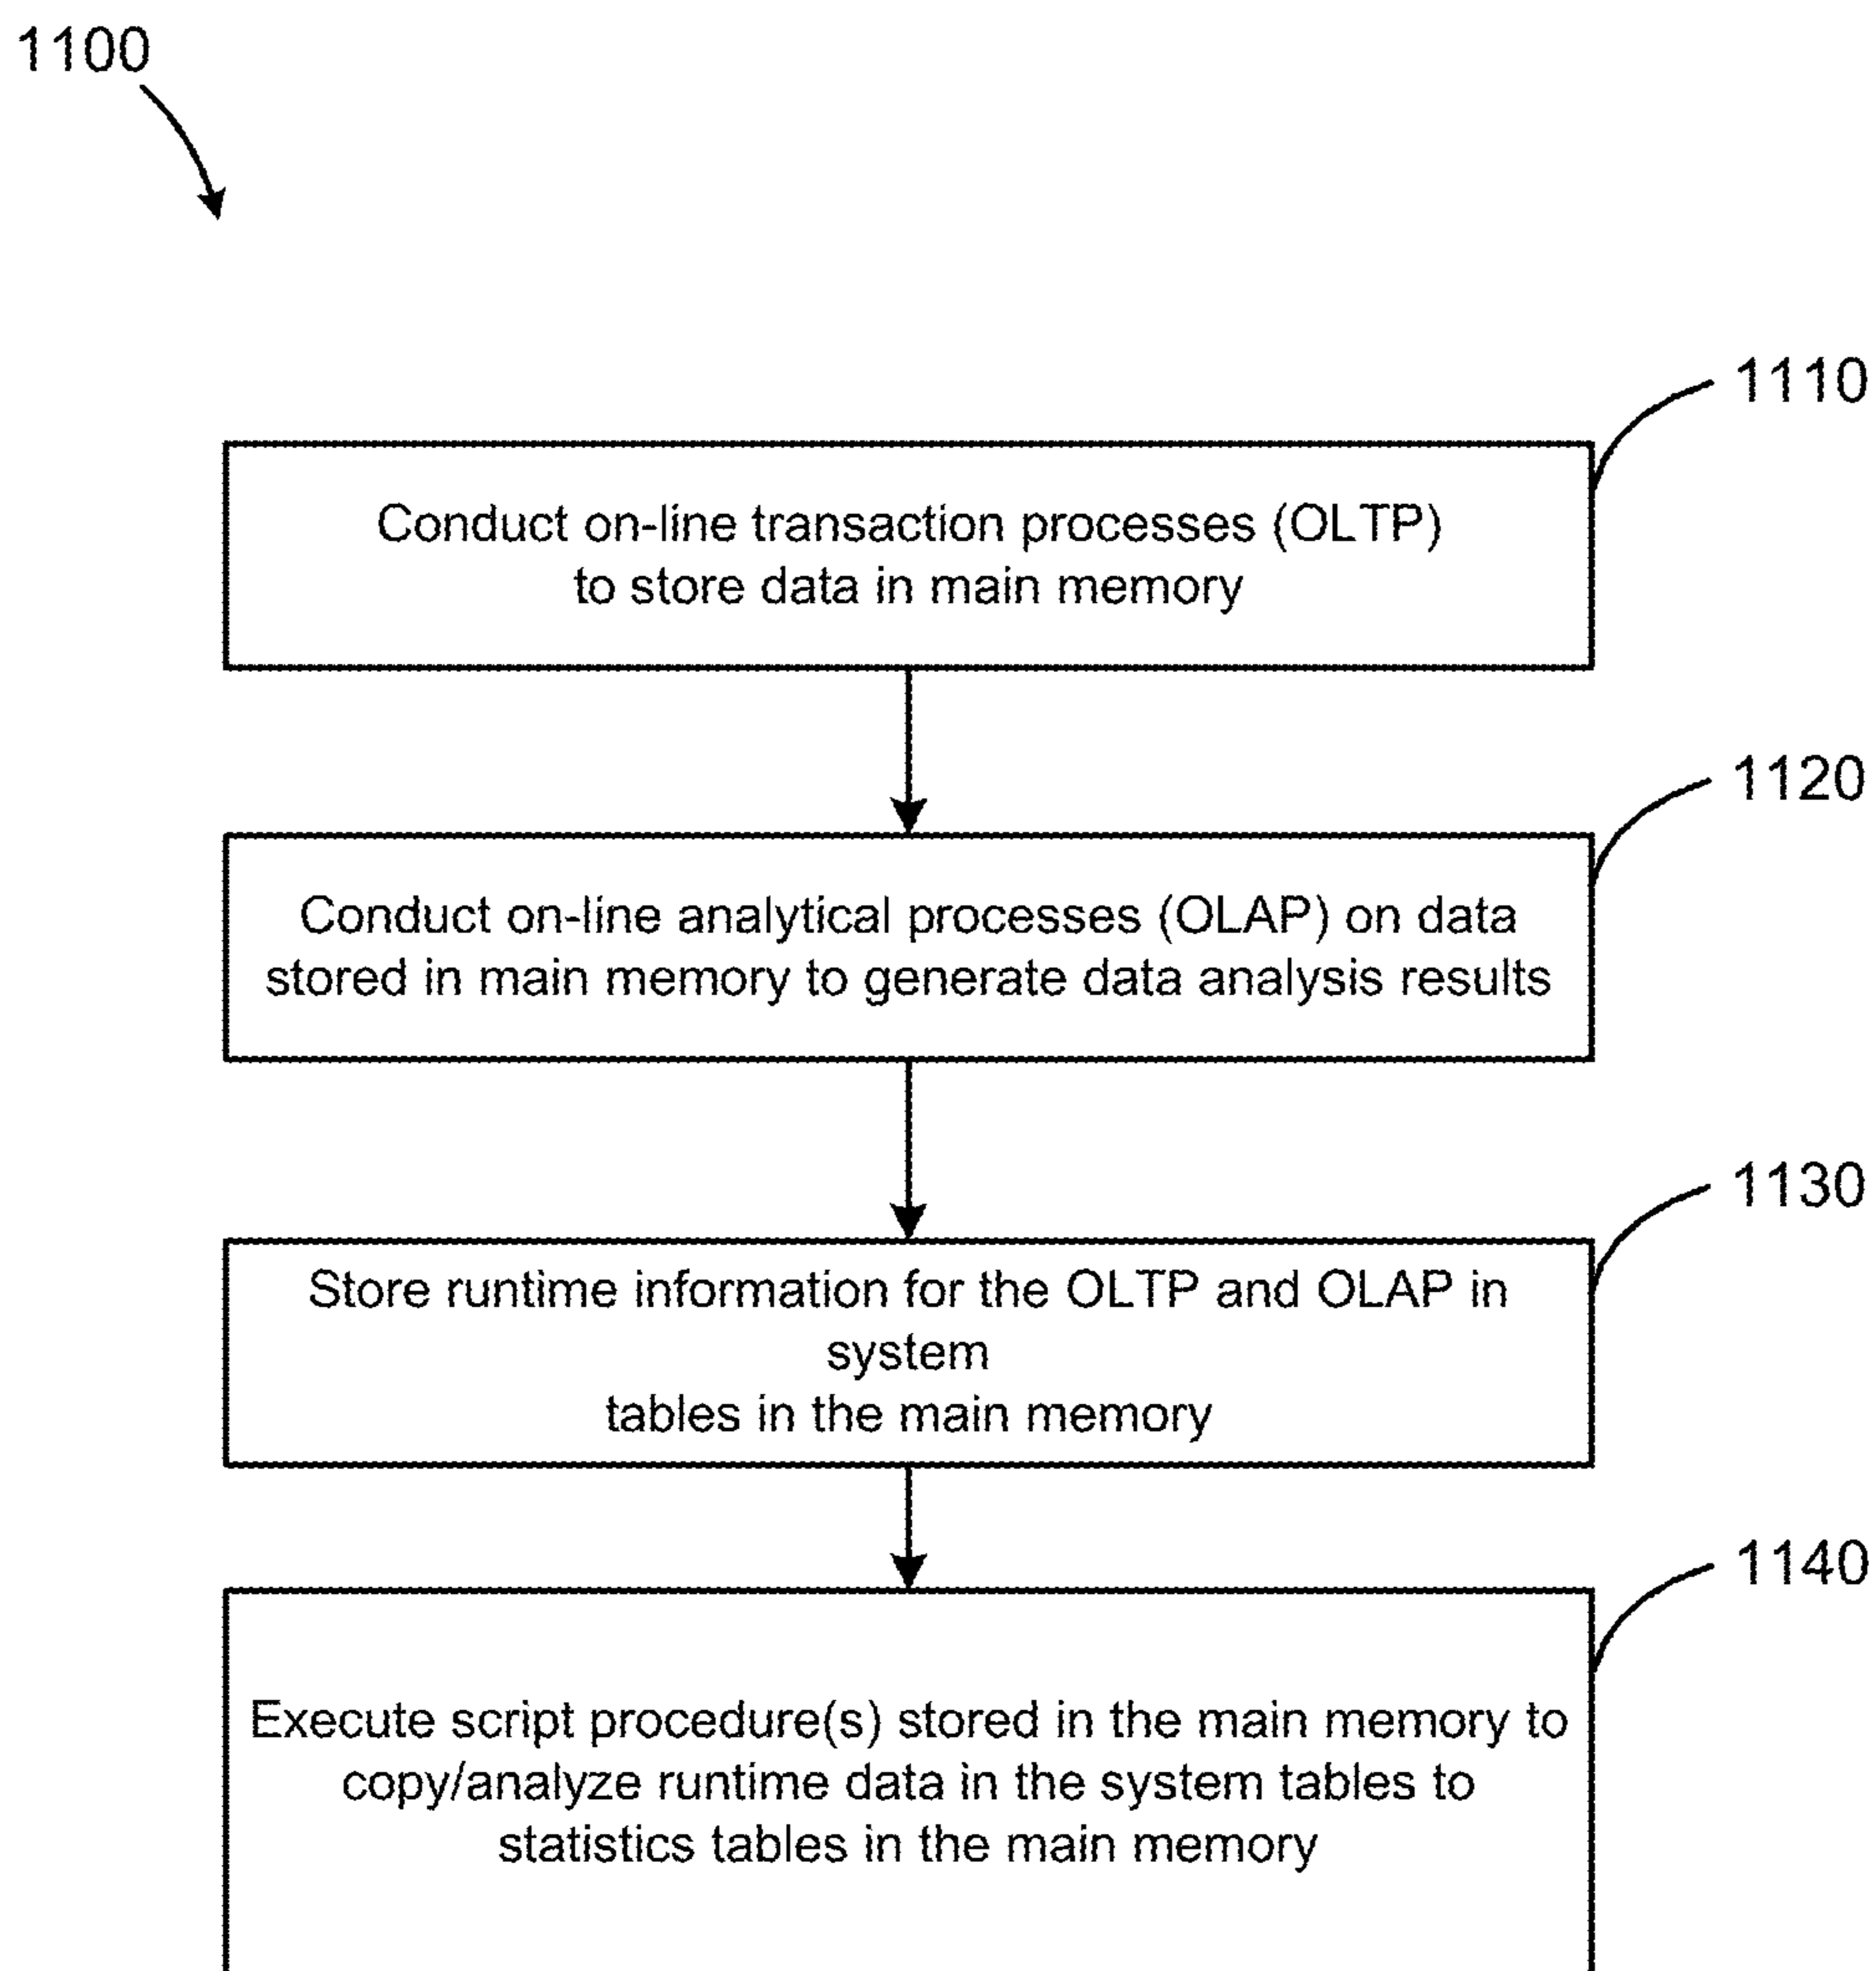 1100
1110
Conduct on-line transaction processes (OLTP)
to store data in main memory
1120
Conduct on-line analytical processes (OLAP) on data
stored in main memory to generate data analysis results
1130
Store runtime information for the OLTP and OLAP in
system
tables in the main memory
1140
Execute script procedure(s) stored in the main memory to
copy/analyze runtime data in the system tables to
statistics tables in the main memory